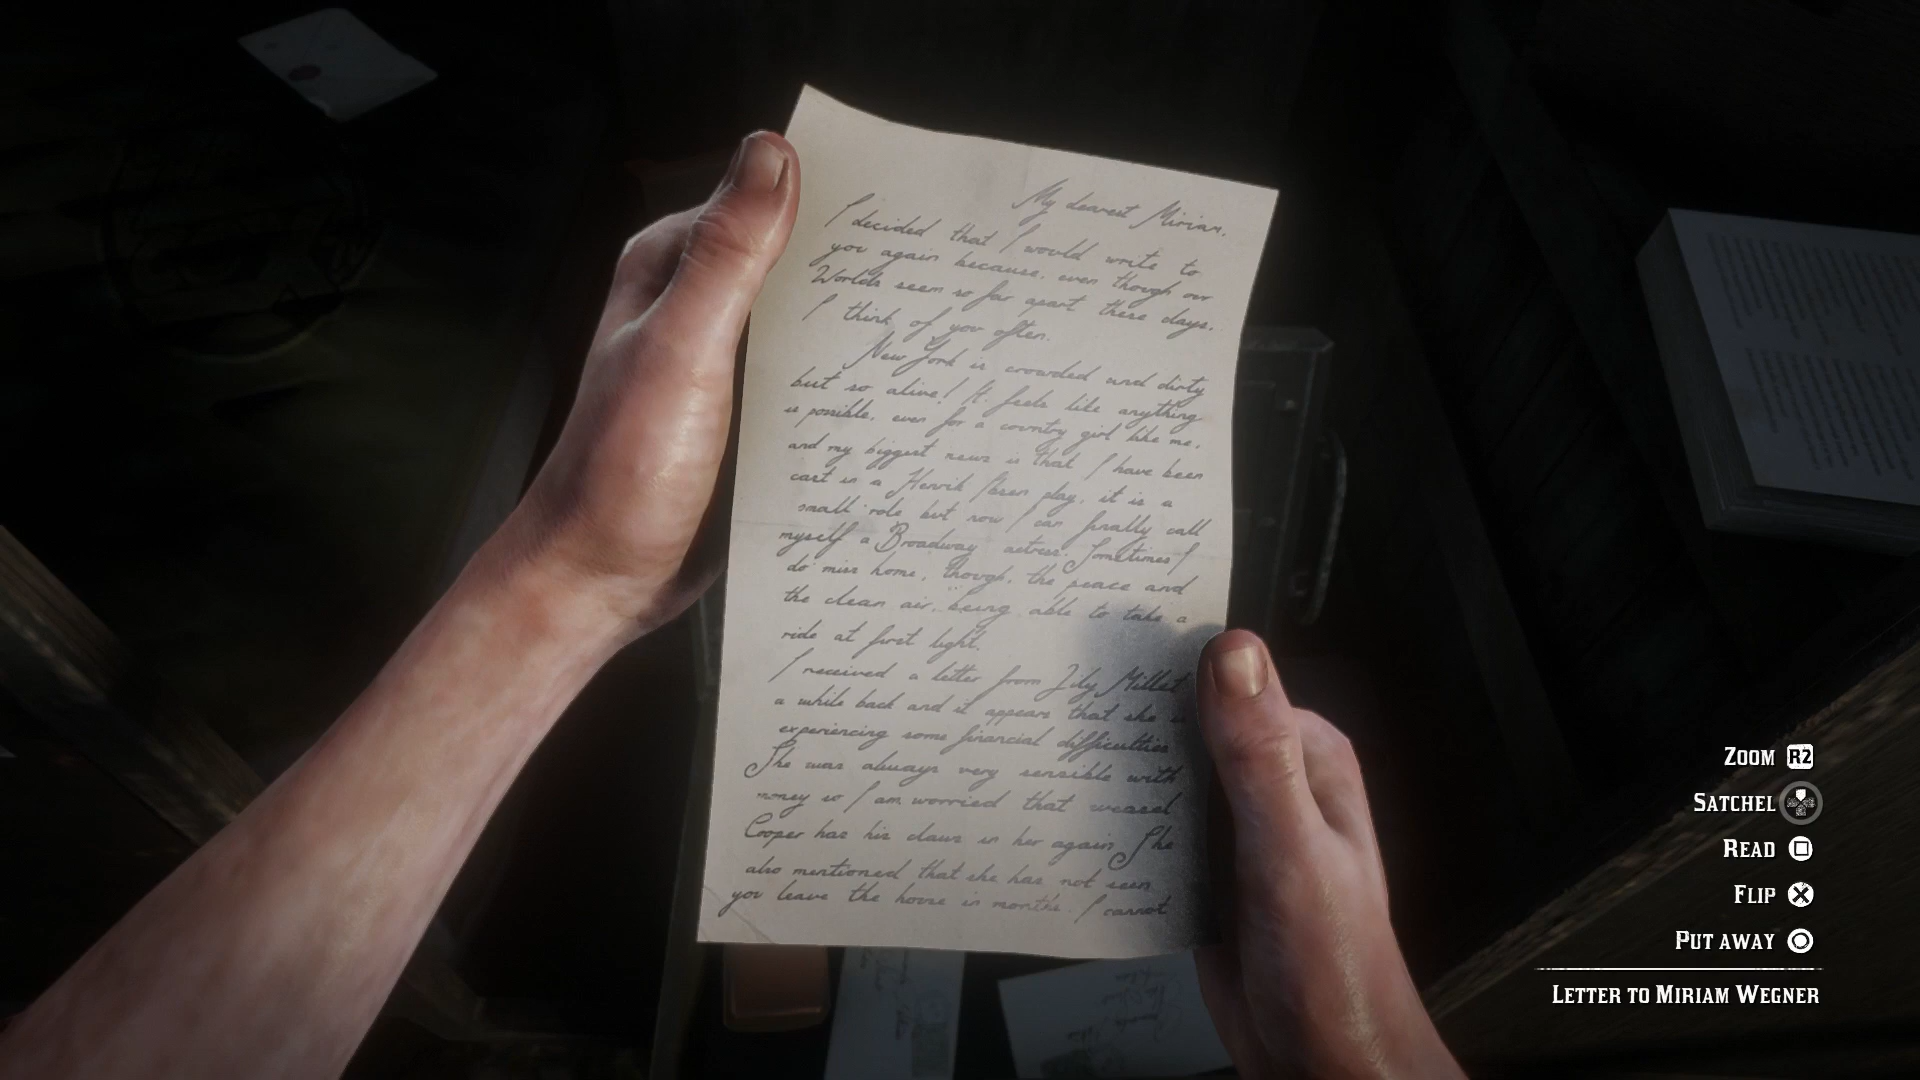 My dearest Miriam,
I decided that I would write to
you again because, even though our
Worlds seem so far apart these days,
I think of you often.
New York is crowded and dirty
but so alive! It feels like anything
is possible, even for a country girl like me,
and my biggest news is that I have been
cast in a Henrik Ibsen play, it is a
small role but now I can finally call
myself a Broadway actress. Sometimes I
do miss home, though, the peace and
the clean air, being able to take a
ride at first light.
I received a letter from Lily Millet
a while back and it appears that she is
experiencing some financial difficulties
She was always very sensible with
money so I am worried that weasel
Cooper has his claws in her again. She
also mentioned that she has not seen
you leave the house in months. I cannot
ZOOM R2
SATCHEL
READ
FLIP
PUT AWAY
LETTER TO MIRIAM WEGNER